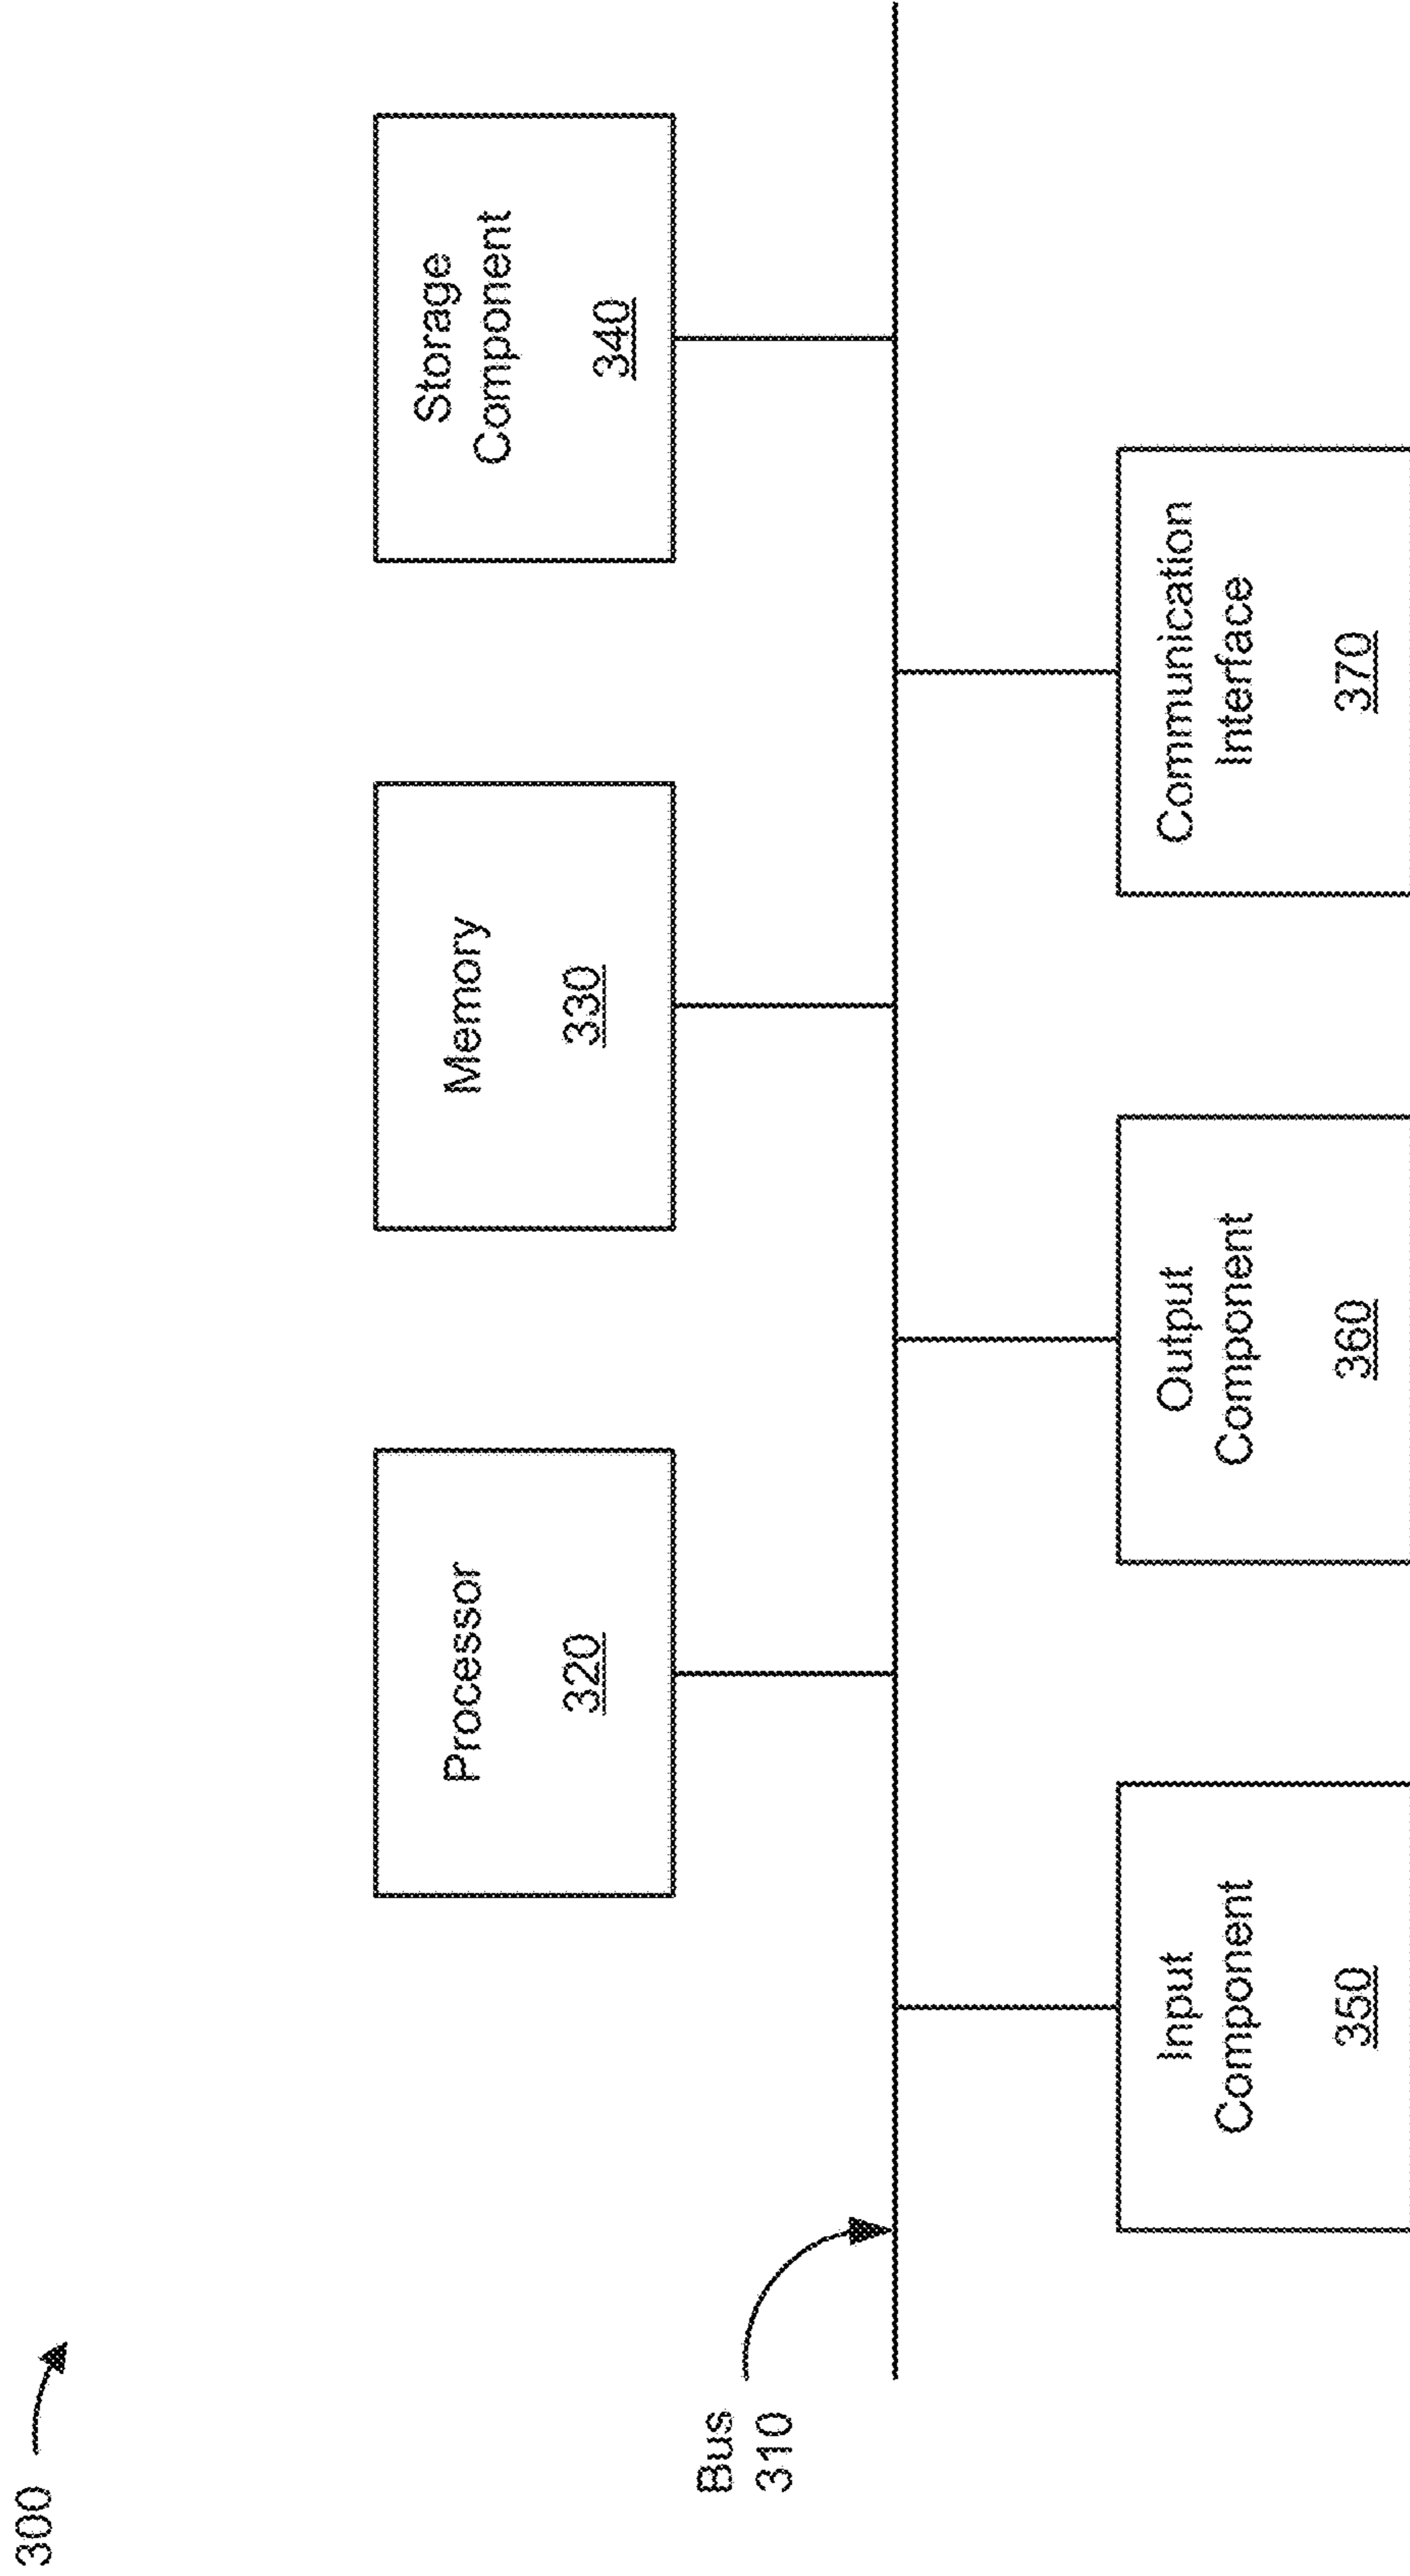 300
Processor
320
Memory
330
Storage
Component
340
Bus
310
Input
Component
350
Output
Component
360
Communication
Interface
370